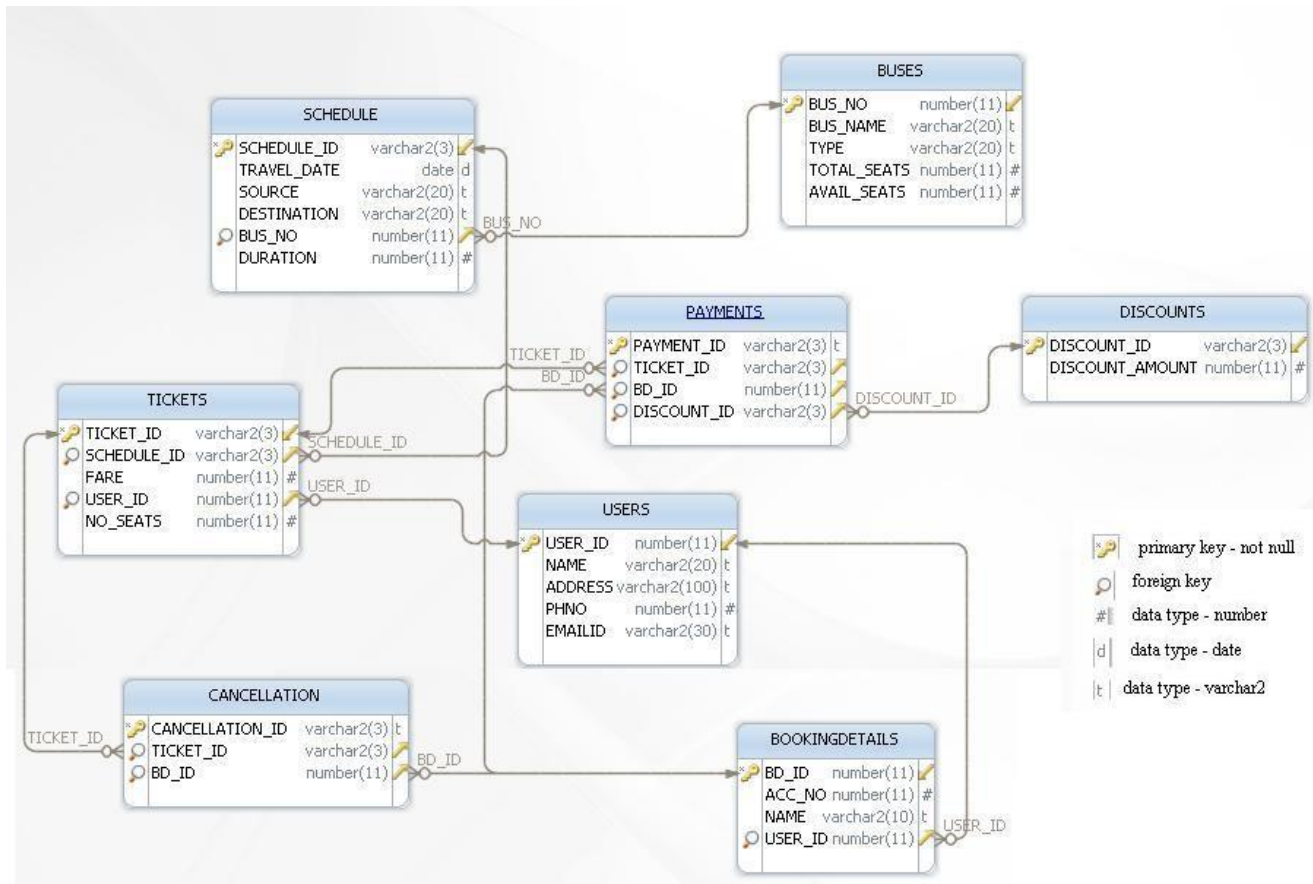 BUSES
BUS_NO number(11)
BUS_NAME varchar2(20) t
TYPE varchar2(20) t
TOTAL_SEATS number(11) #
AVAIL_SEATS number(11) #
SCHEDULE
SCHEDULE_ID varchar2(3)
TRAVEL_DATE date d
SOURCE varchar2(20) t
DESTINATION varchar2(20) t
BUS_NO number(11)
DURATION number(11) #
BUS_NO
PAYMENTS
PAYMENT_ID varchar2(3) t
TICKET_ID varchar2(3)
BD_ID number(11)
DISCOUNT_ID varchar2(3)
TICKET_ID
BD_ID
DISCOUNT_ID
DISCOUNTS
DISCOUNT_ID varchar2(3)
DISCOUNT_AMOUNT number(11) #
TICKETS
TICKET_ID varchar2(3)
SCHEDULE_ID varchar2(3)
FARE number(11) #
USER_ID number(11)
NO_SEATS number(11) #
SCHEDULE_ID
USER_ID
USERS
USER_ID number(11)
NAME varchar2(20) t
ADDRESS varchar2(100) t
PHNO number(11) #
EMAILID varchar2(30) t
primary key - not null
foreign key
# data type - number
d data type - date
t data type - varchar2
CANCELLATION
CANCELLATION_ID varchar2(3) t
TICKET_ID varchar2(3)
BD_ID number(11)
TICKET_ID
BD_ID
BOOKINGDETAILS
BD_ID number(11)
ACC_NO number(11) #
NAME varchar2(10) t
USER_ID number(11)
USER_ID